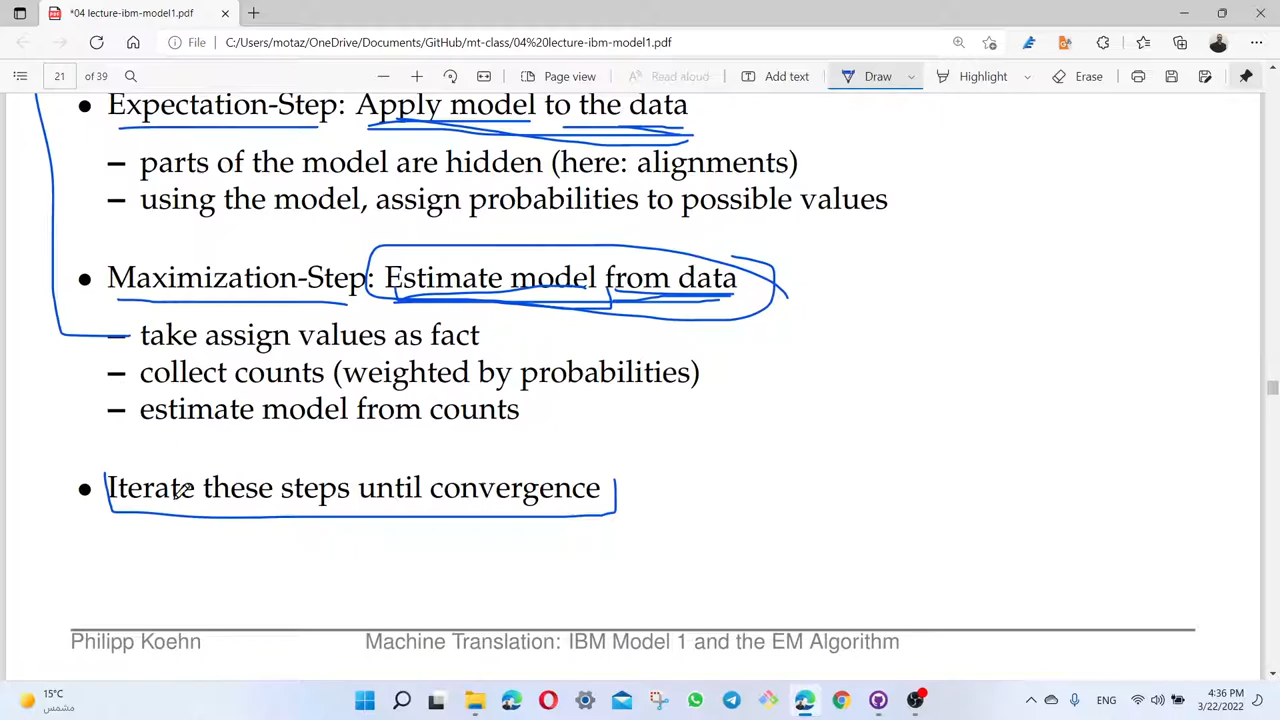 *04 lecture-ibm-model1.pdf
File
C:/Users/motaz/OneDrive/Documents/GitHub/mt-class/04%20lecture-ibm-model1.pdf
21 of 39
Page view
Read aloud
Add text
Draw
Highlight
Erase
• Expectation-Step: Apply model to the data
– parts of the model are hidden (here: alignments)
– using the model, assign probabilities to possible values
• Maximization-Step: Estimate model from data
– take assign values as fact
– collect counts (weighted by probabilities)
– estimate model from counts
• Iterate these steps until convergence
Philipp Koehn
Machine Translation: IBM Model 1 and the EM Algorithm
15°C
مشمس
ENG
4:36 PM
3/22/2022